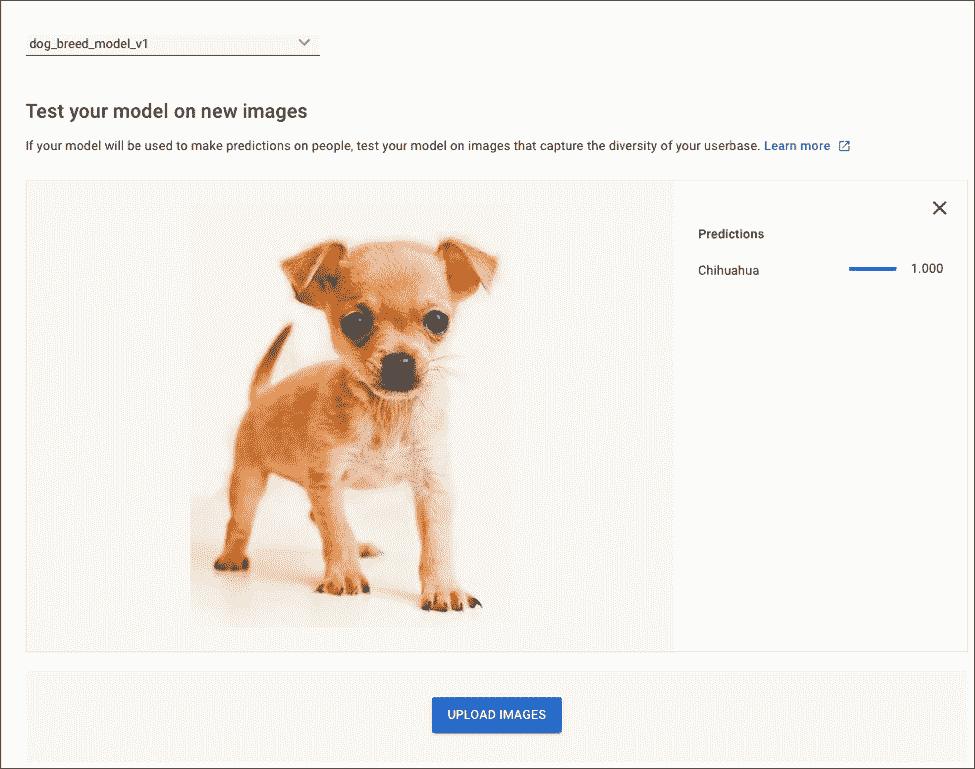 dog_breed_model_v1
Test your model on new images
If your model will be used to make predictions on people, test your model on images that capture the diversity of your userbase. Learn more
Predictions
Chihuahua 1.000
UPLOAD IMAGES